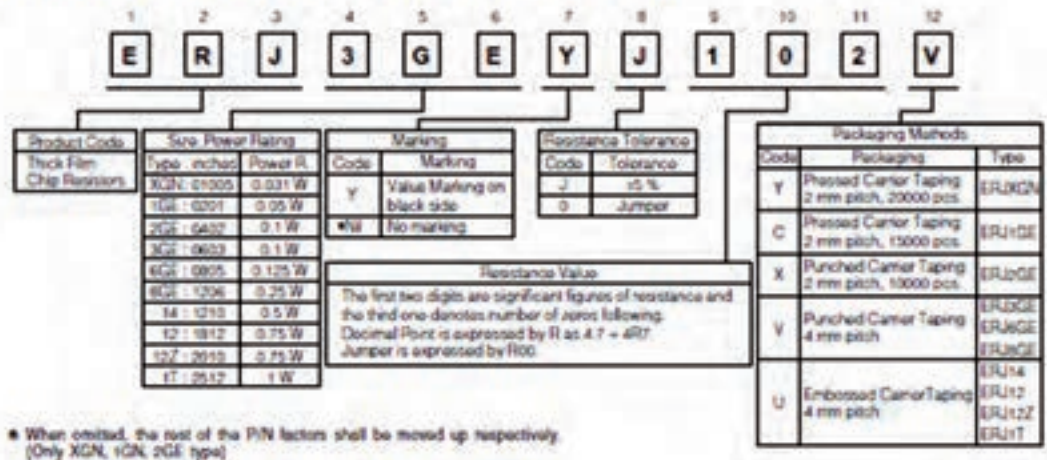 1 2 3 4 5 6 7 8 9 10 11 12
E R J 3 G E Y J 1 0 2 V
Product Code
Thick Film
Chip Resistors
Size, Power Rating
Type : inches Power R.
XGN: 01005 0.031 W
1GE : 0201 0.05 W
2GE : 0402 0.1 W
3GE : 0603 0.1 W
6GE : 0805 0.125 W
8GE : 1206 0.25 W
14 : 1210 0.5 W
12 : 1812 0.75 W
12Z : 2010 0.75 W
1T : 2512 1 W
Marking
Code Marking
Y Value Marking on
black side
*Nil No marking
Resistance Tolerance
Code Tolerance
J ±5 %
0 Jumper
Resistance Value
The first two digits are significant figures of resistance and
the third one denotes number of zeros following.
Decimal Point is expressed by R as 4.7 = 4R7.
Jumper is expressed by R00.
Packaging Methods
Code Packaging Type
Y Pressed Carrier Taping
2 mm pitch, 20000 pcs. ERJXGN
C Pressed Carrier Taping
2 mm pitch, 15000 pcs. ERJ1GE
X Punched Carrier Taping
2 mm pitch, 10000 pcs. ERJ2GE
V Punched Carrier Taping
4 mm pitch
ERJ3GE
ERJ6GE
ERJ8GE
U Embossed Carrier Taping
4 mm pitch
ERJ14
ERJ12
ERJ12Z
ERJ1T
* When omitted, the rest of the P/N factors shall be moved up respectively.
(Only XGN, 1GN, 2GE type)